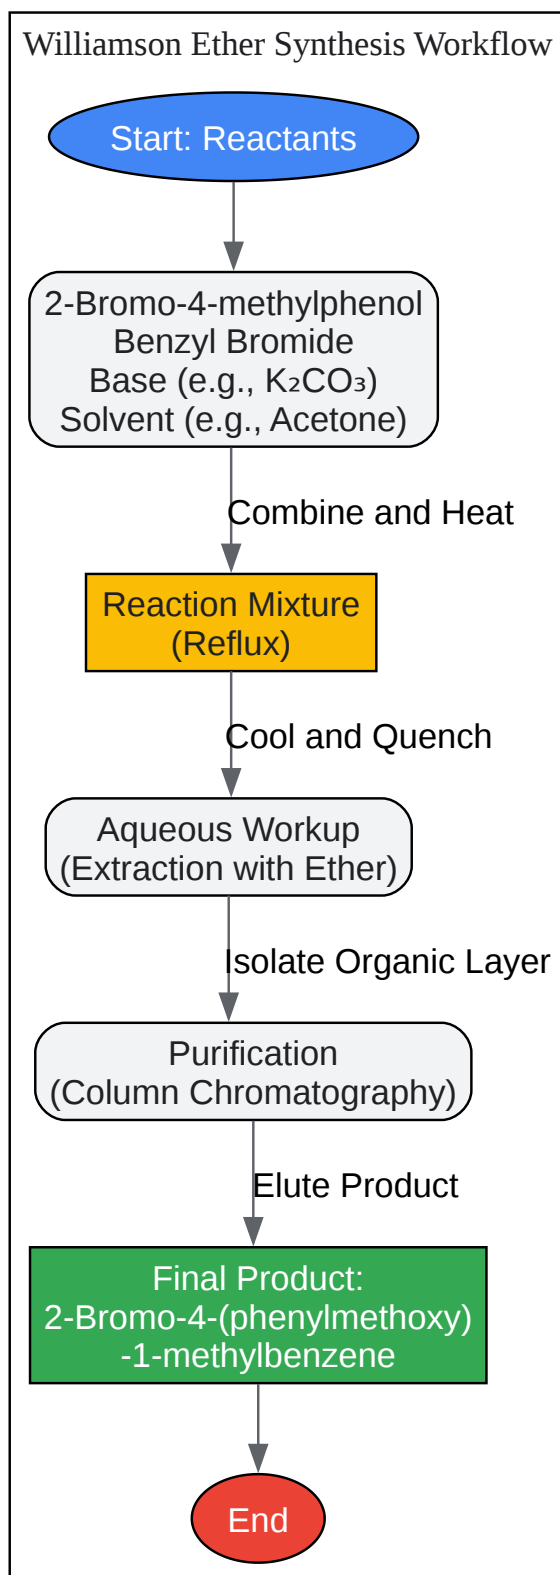 Williamson Ether Synthesis Workflow
Start: Reactants
2-Bromo-4-methylphenol
Benzyl Bromide
Base (e.g., K₂CO₃)
Solvent (e.g., Acetone)
Combine and Heat
Reaction Mixture
(Reflux)
Cool and Quench
Aqueous Workup
(Extraction with Ether)
Isolate Organic Layer
Purification
(Column Chromatography)
Elute Product
Final Product:
2-Bromo-4-(phenylmethoxy)
-1-methylbenzene
End